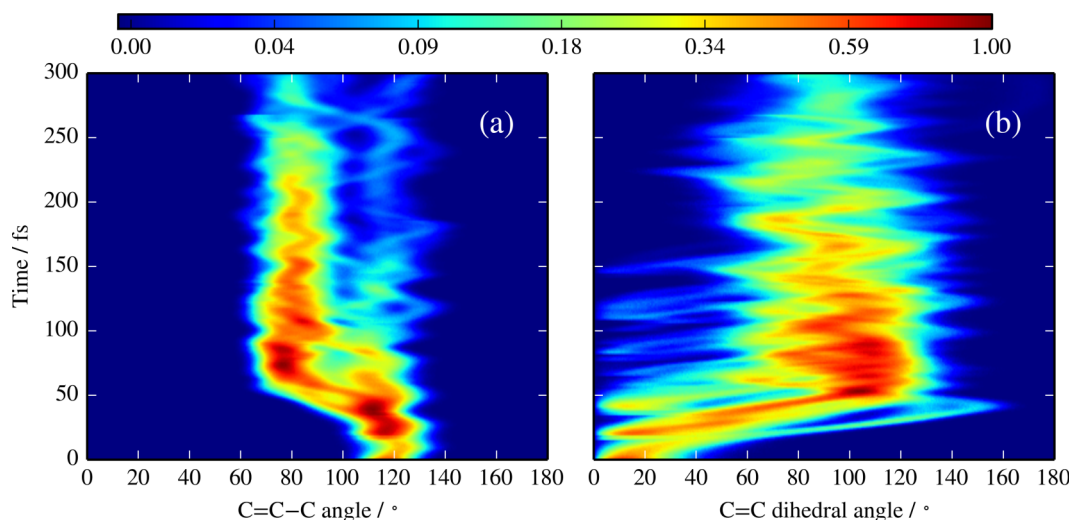 0.00 0.04 0.09 0.18 0.34 0.59 1.00
300
250
200
150
100
50
0
Time / fs
(a)
(b)
0 20 40 60 80 100 120 140 160 180
0 20 40 60 80 100 120 140 160 180
C=C−C angle / °
C=C dihedral angle / °